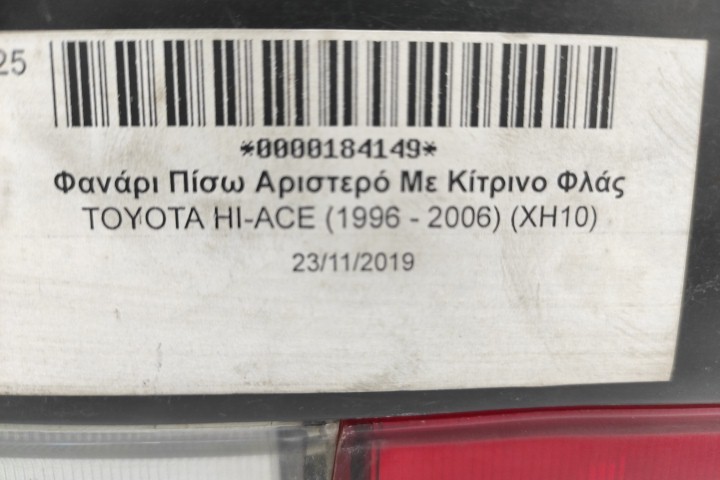 25
*0000184149*
Φανάρι Πίσω Αριστερό Με Κίτρινο Φλάς
TOYOTA HI-ACE (1996 - 2006) (XH10)
23/11/2019